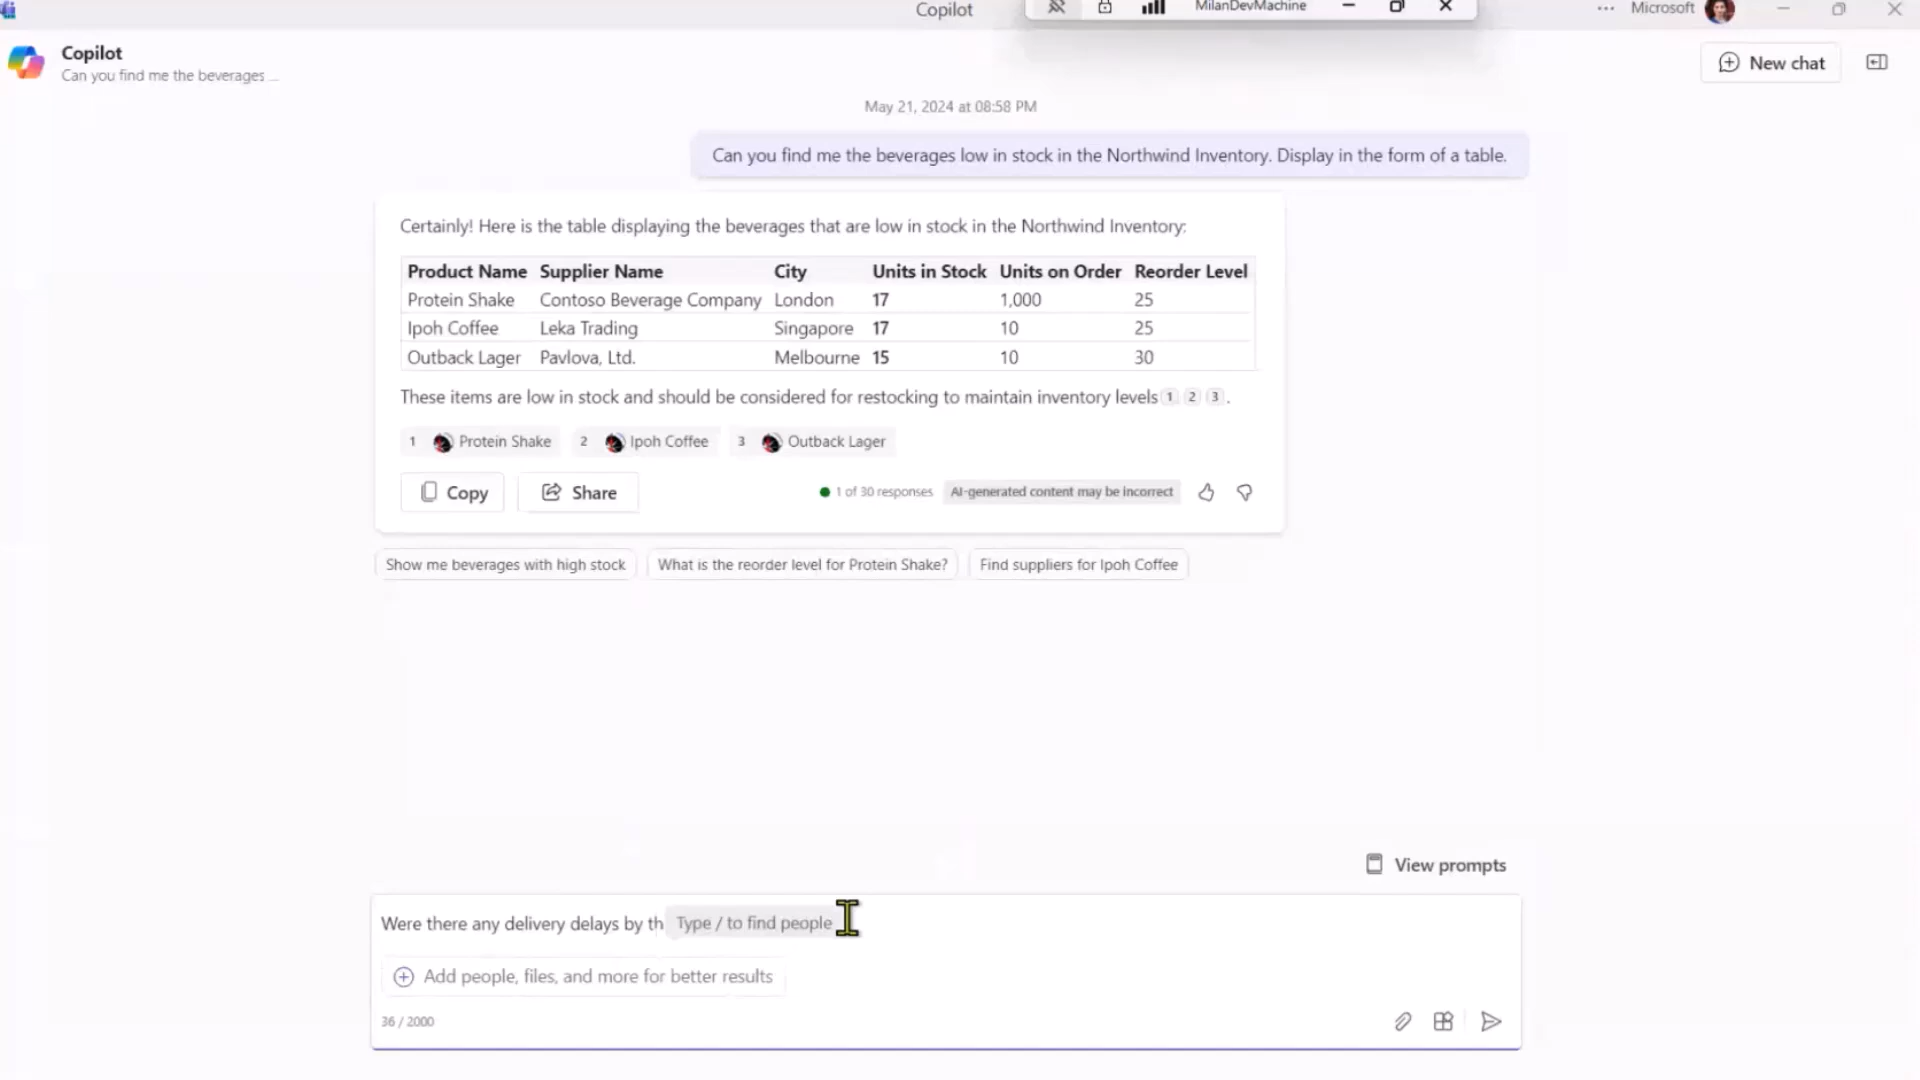 Copilot
MilanDevMachine
Microsoft
Copilot
Can you find me the beverages ...
New chat
May 21, 2024 at 08:58 PM
Can you find me the beverages low in stock in the Northwind Inventory. Display in the form of a table.
Certainly! Here is the table displaying the beverages that are low in stock in the Northwind Inventory:
Product Name Supplier Name City Units in Stock Units on Order Reorder Level
Protein Shake Contoso Beverage Company London 17 1,000 25
Ipoh Coffee Leka Trading Singapore 17 10 25
Outback Lager Pavlova, Ltd. Melbourne 15 10 30
These items are low in stock and should be considered for restocking to maintain inventory levels 1 2 3 .
1 Protein Shake 2 Ipoh Coffee 3 Outback Lager
Copy Share 1 of 30 responses AI-generated content may be incorrect
Show me beverages with high stock What is the reorder level for Protein Shake? Find suppliers for Ipoh Coffee
View prompts
Were there any delivery delays by th Type / to find people
Add people, files, and more for better results
36 / 2000